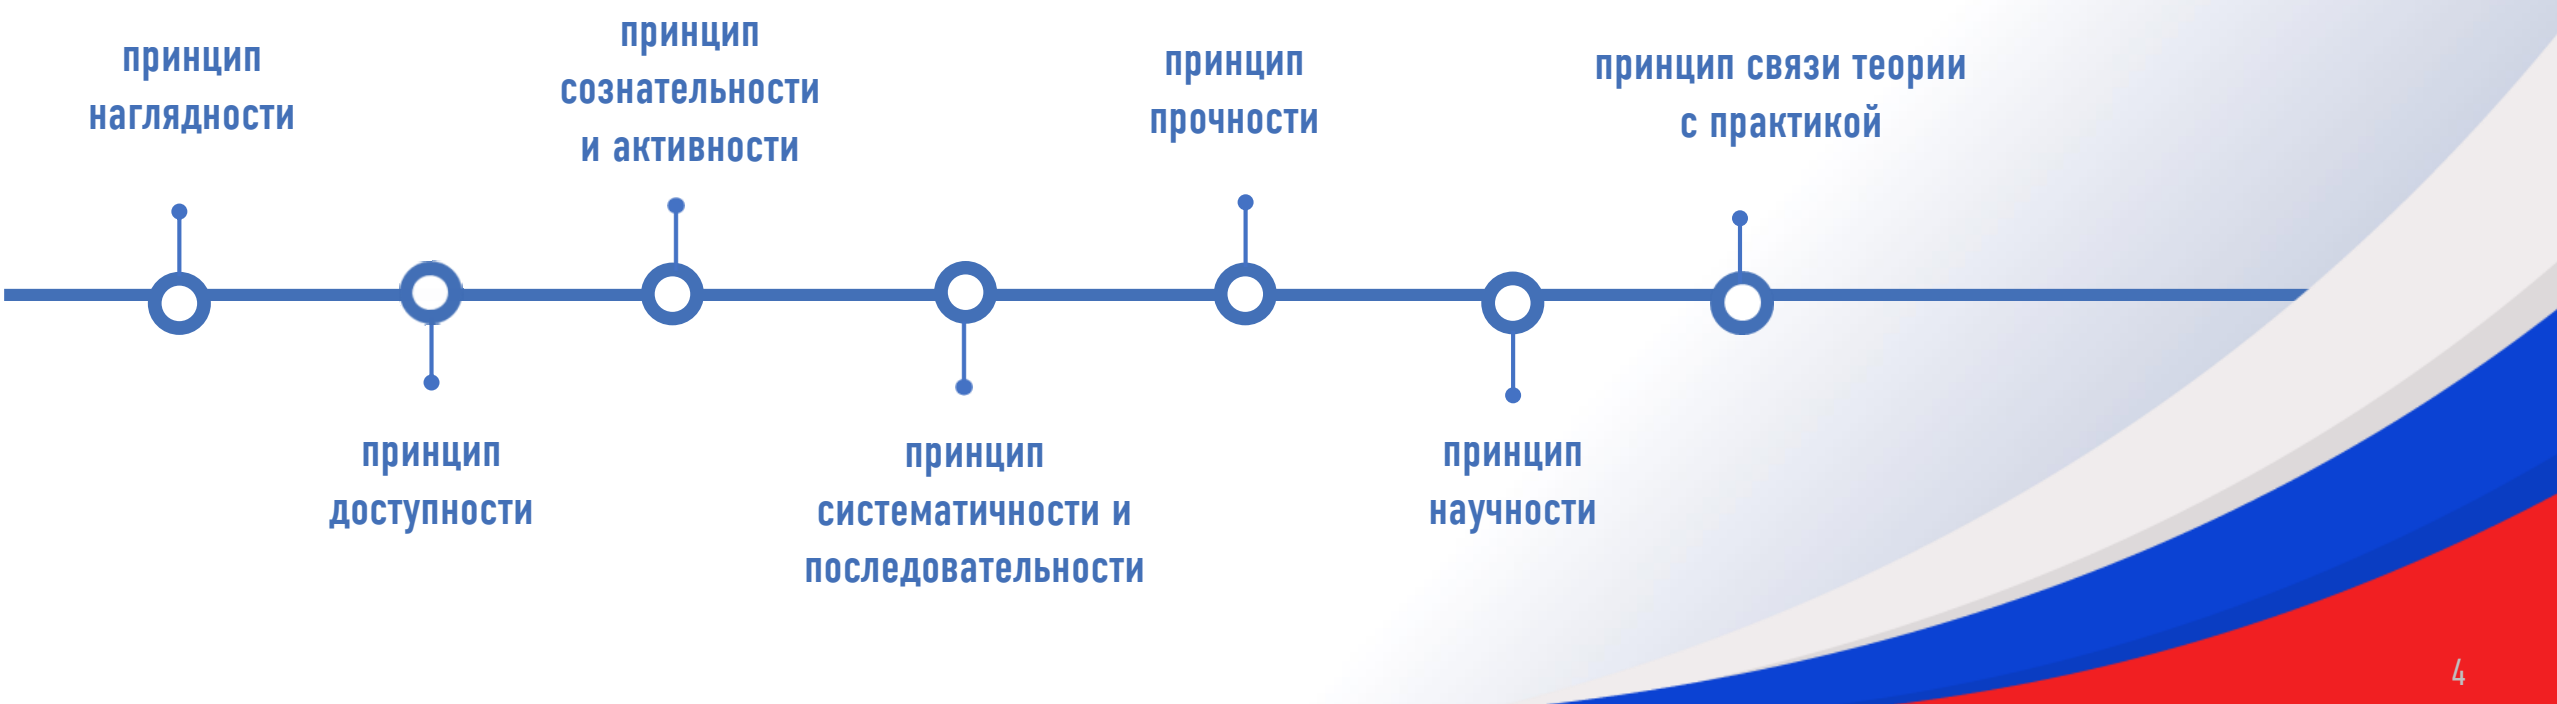 принцип
наглядности
принцип
доступности
принцип
сознательности
и активности
принцип
систематичности и
последовательности
принцип
прочности
принцип
научности
принцип связи теории
с практикой
4